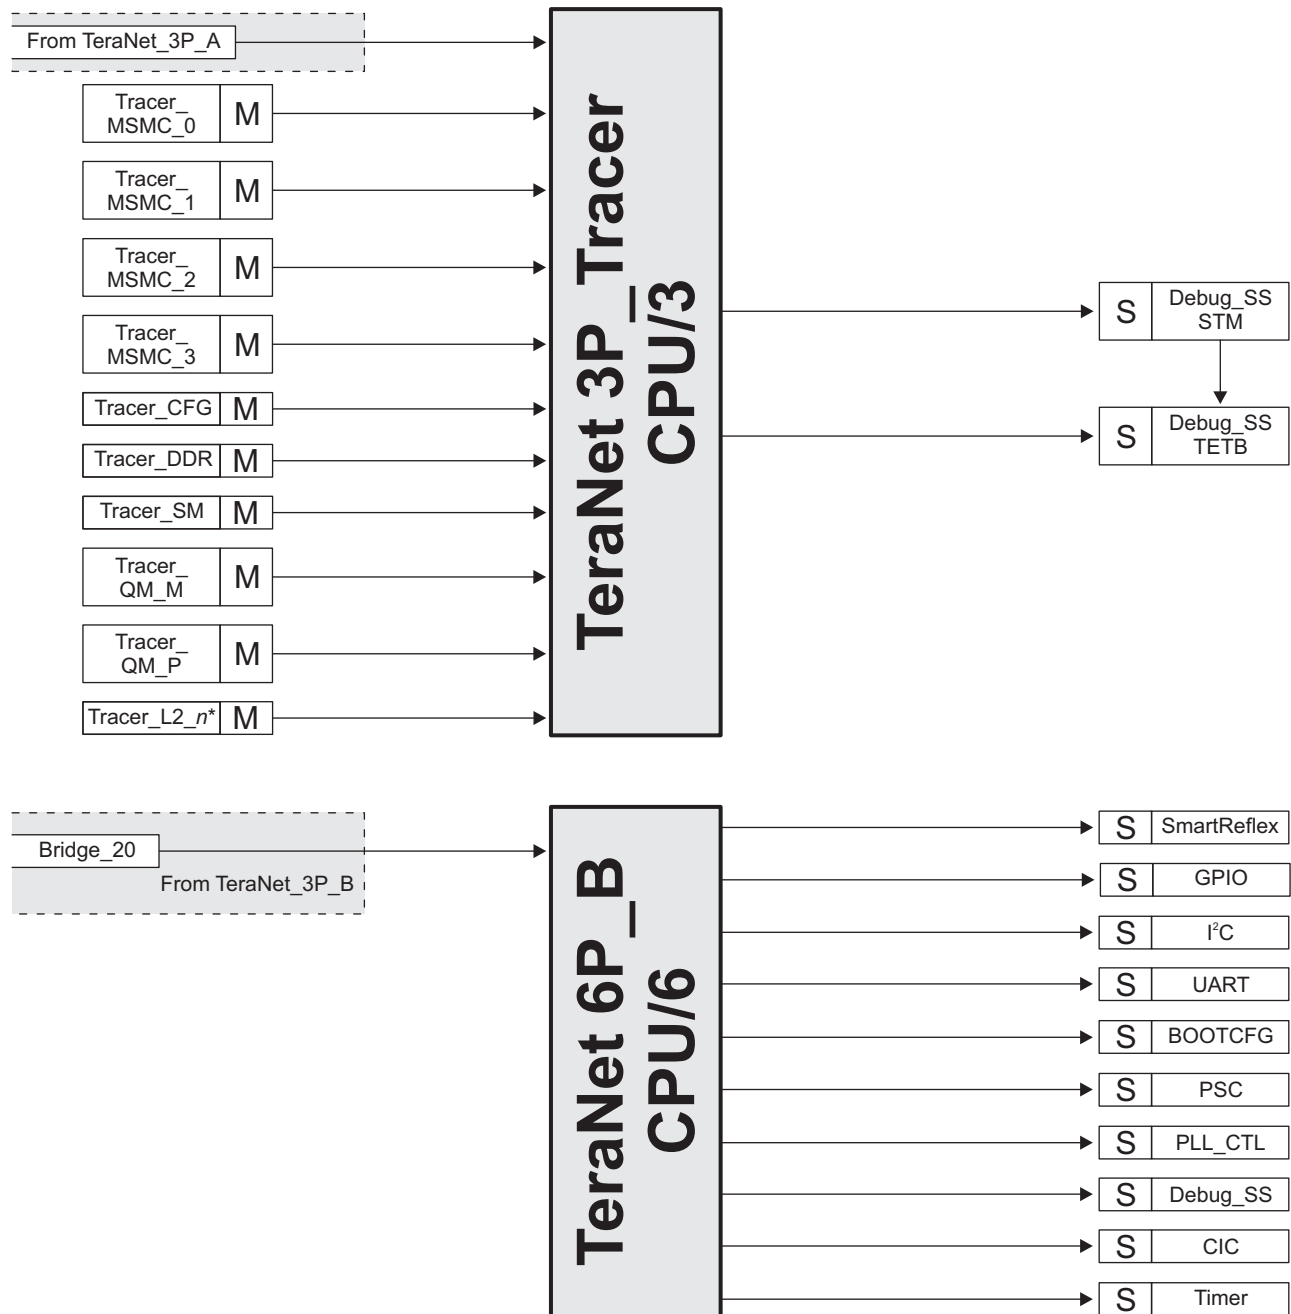 From TeraNet_3P_A
Tracer_
MSMC_0
M
Tracer_
MSMC_1
M
Tracer_
MSMC_2
M
Tracer_
MSMC_3
M
Tracer_CFG
M
Tracer_DDR
M
Tracer_SM
M
Tracer_
QM_M
M
Tracer_
QM_P
M
Tracer_L2_n*
M
TeraNet 3P_Tracer
CPU/3
S
Debug_SS
STM
S
Debug_SS
TETB
Bridge_20
From TeraNet_3P_B
TeraNet 6P_B
CPU/6
S
SmartReflex
S
GPIO
S
I²C
S
UART
S
BOOTCFG
S
PSC
S
PLL_CTL
S
Debug_SS
S
CIC
S
Timer